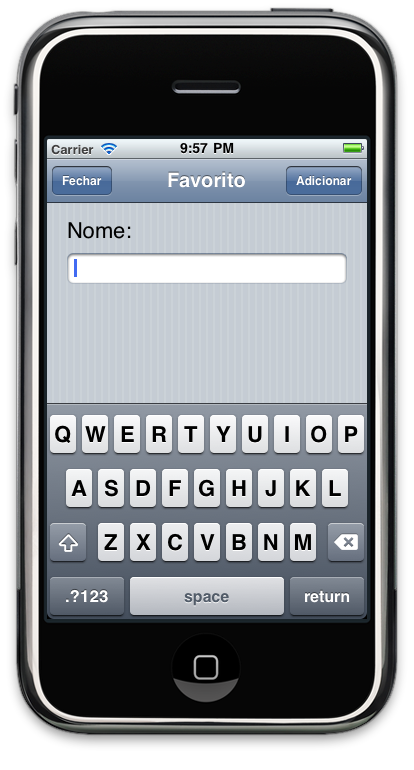 Carrier 9:57 PM
Fechar Favorito Adicionar
Nome:
Q W E R T Y U I O P
A S D F G H J K L
Z X C V B N M
.?123 space return